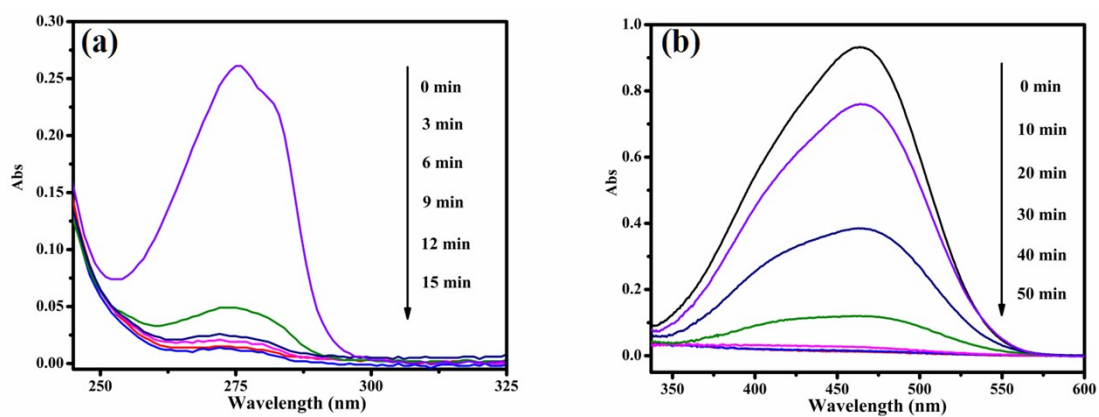 (a)
0.30
0.25
0.20
0.15
0.10
0.05
0.00
Abs
250
275
300
325
Wavelength (nm)
0 min
3 min
6 min
9 min
12 min
15 min
(b)
1.0
0.8
0.6
0.4
0.2
0.0
Abs
350
400
450
500
550
600
Wavelength (nm)
0 min
10 min
20 min
30 min
40 min
50 min